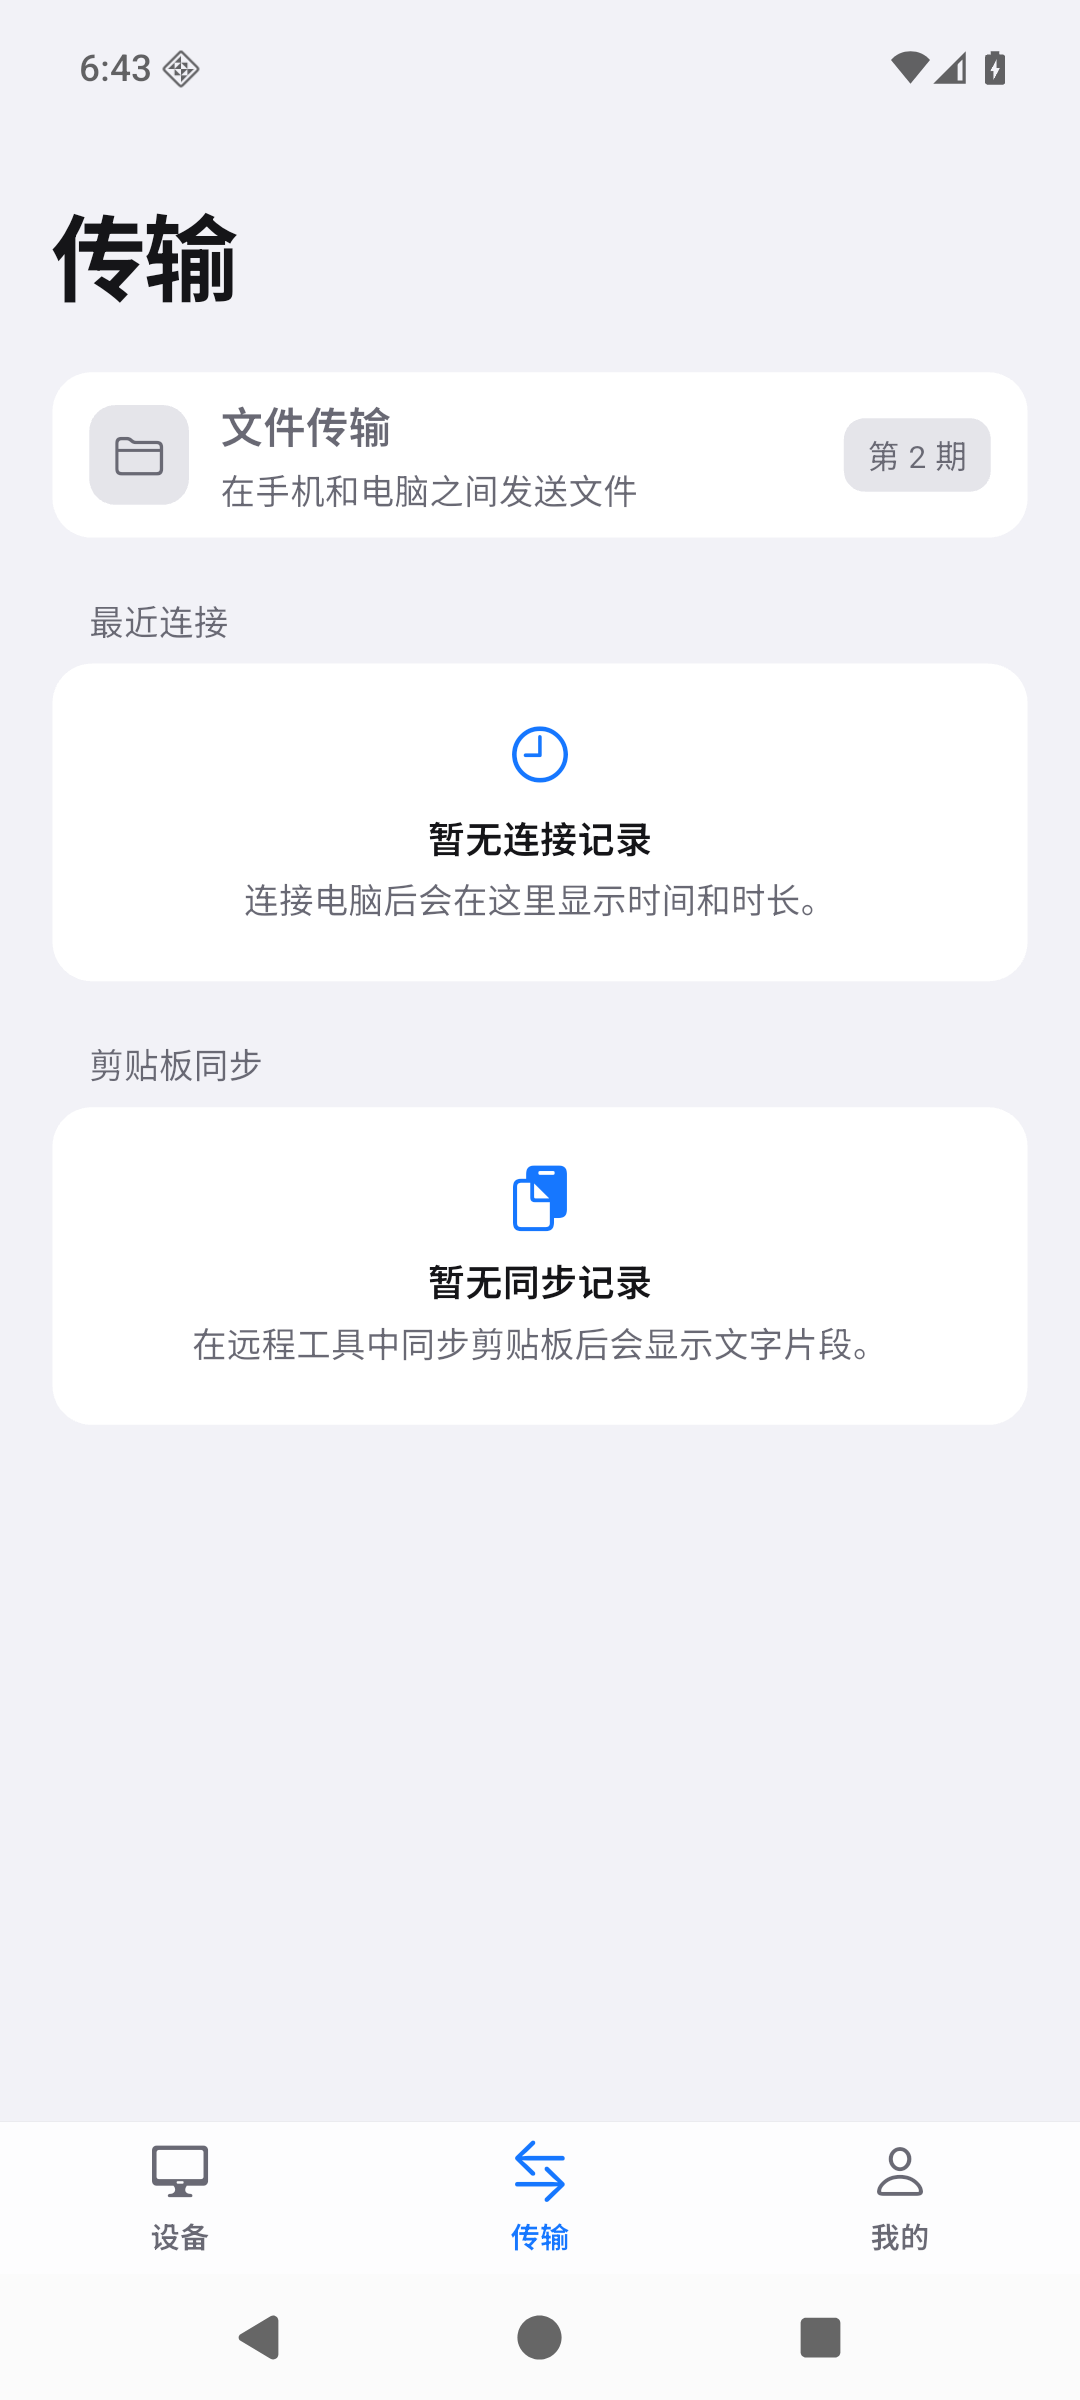 6:43
传输
文件传输
在手机和电脑之间发送文件
第 2 期
最近连接
暂无连接记录
连接电脑后会在这里显示时间和时长。
剪贴板同步
暂无同步记录
在远程工具中同步剪贴板后会显示文字片段。
设备
传输
我的